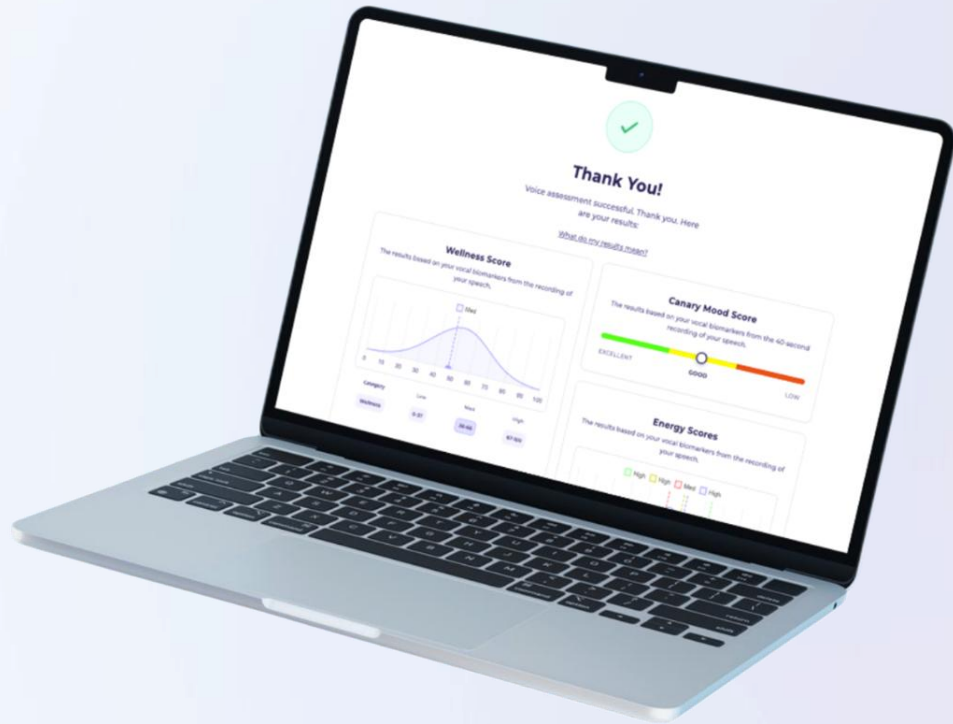 Thank You!
Voice assessment successful. Thank you. Here
are your results:
What do my results mean?
Wellness Score
The results based on your vocal biomarkers from the recording of
your speech.
Med
0 10 20 30 40 50 60 70 80 90 100
Category Low Med High
Wellness 0-37 67-100
Canary Mood Score
The results based on your vocal biomarkers from the 40-second
recording of your speech.
EXCELLENT GOOD LOW
Energy Scores
The results based on your vocal biomarkers from the recording of
your speech.
High High Med High